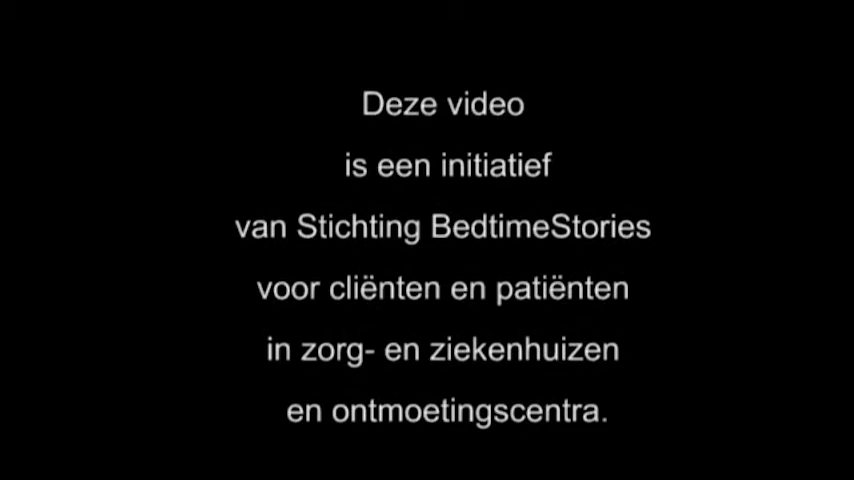 Deze video
is een initiatief
van Stichting BedtimeStories
voor cliënten en patiënten
in zorg- en ziekenhuizen
en ontmoetingscentra.